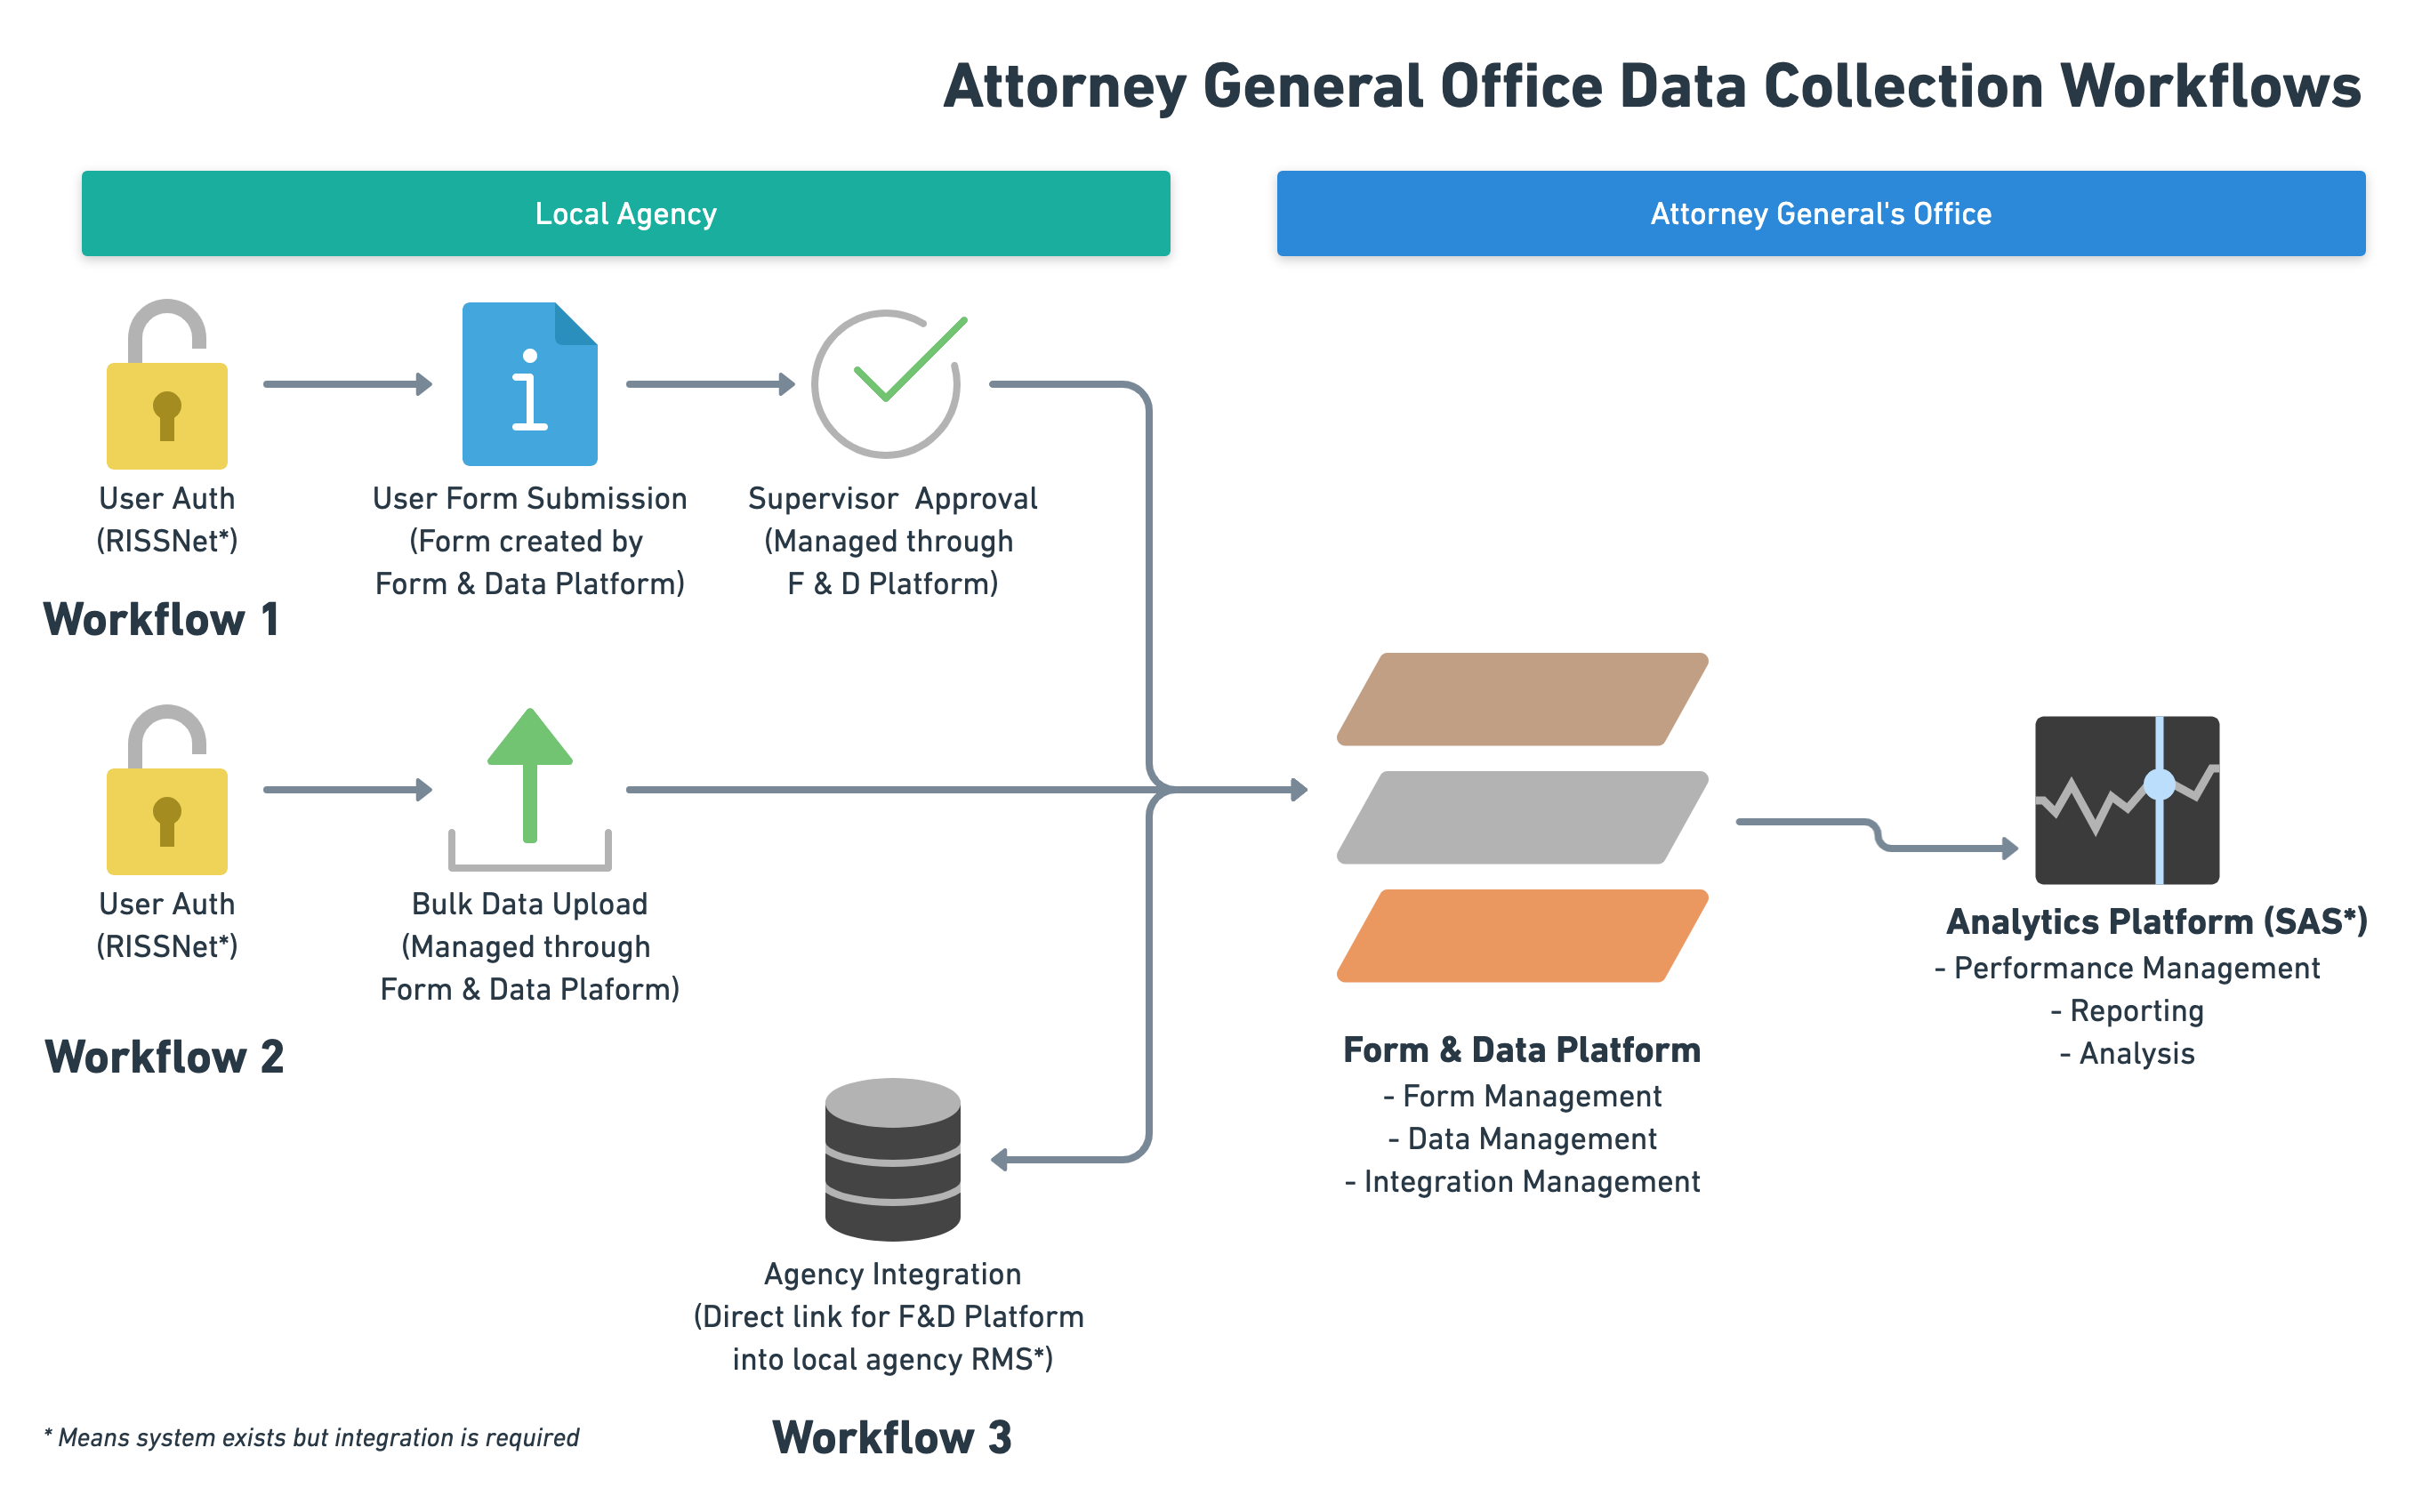 Attorney General Office Data Collection Workflows
Local Agency
Attorney General's Office
User Auth
(RISSNet*)
User Form Submission
(Form created by
Form & Data Platform)
Supervisor  Approval
(Managed through
F & D Platform)
Workflow 1
User Auth
(RISSNet*)
Bulk Data Upload
(Managed through
Form & Data Plaform)
Workflow 2
Agency Integration
(Direct link for F&D Platform
into local agency RMS*)
Workflow 3
Form & Data Platform
- Form Management
- Data Management
- Integration Management
Analytics Platform (SAS*)
- Performance Management
- Reporting
- Analysis
* Means system exists but integration is required